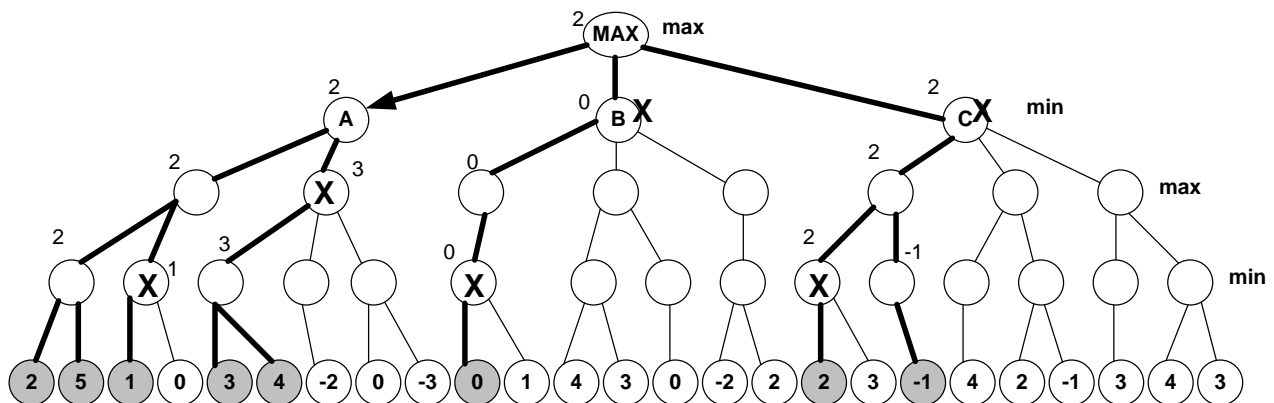 2 MAX max
2 A 0 B X 2 C X min
2 X 3 0 2 max
2 X 1 3 0 X 2 X -1 min
2 5 1 0 3 4 -2 0 -3 0 1 4 3 0 -2 2 2 3 -1 4 2 -1 3 4 3